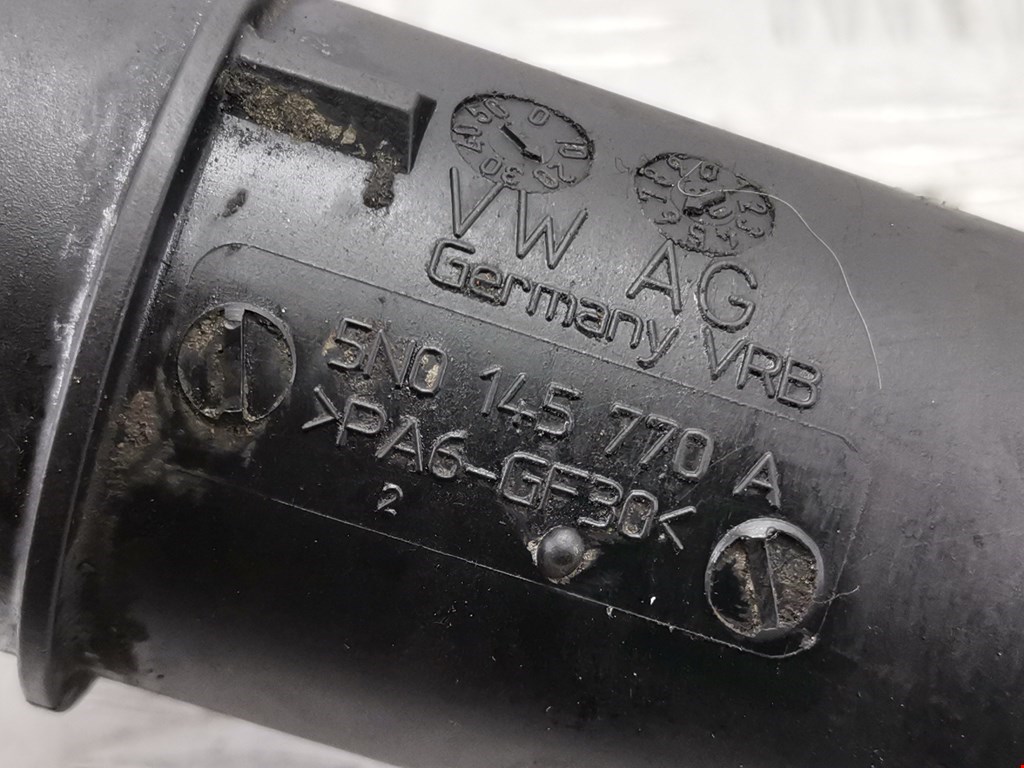 VW AG
Germany VRB
5N0 145 770 A
>PA6-GF30<
2